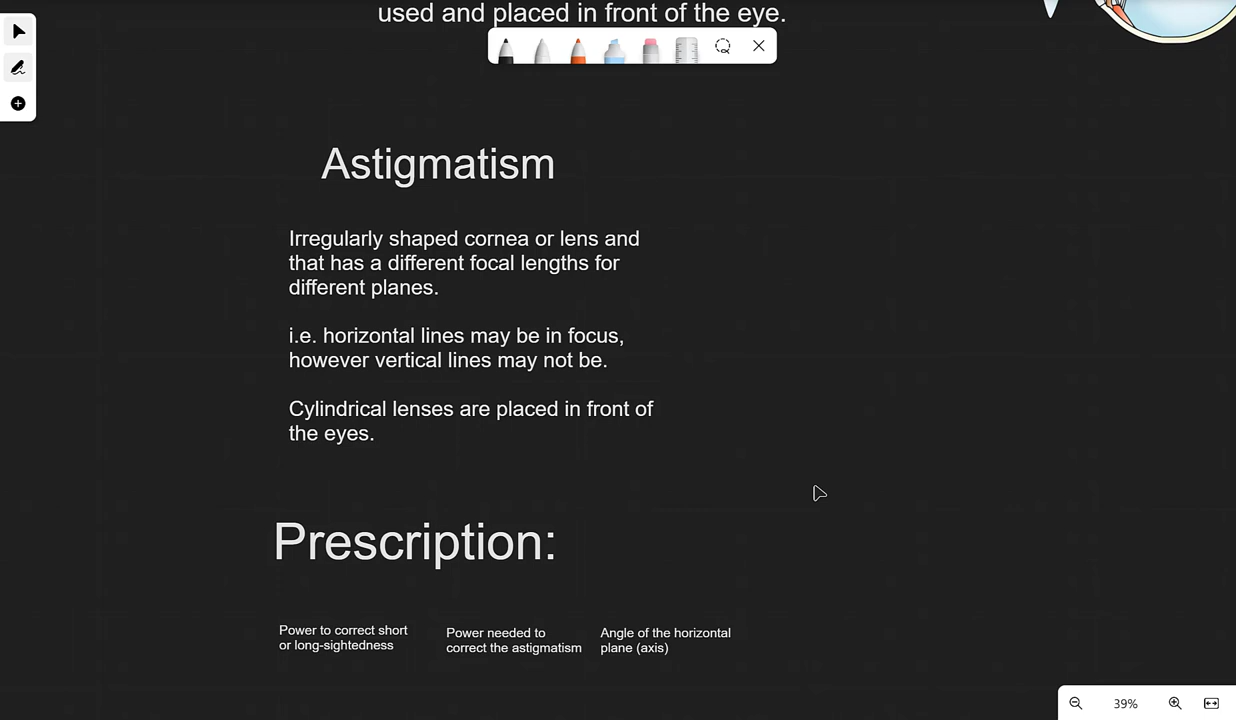 used and placed in front of the eye.
Astigmatism
Irregularly shaped cornea or lens and
that has a different focal lengths for
different planes.
i.e. horizontal lines may be in focus,
however vertical lines may not be.
Cylindrical lenses are placed in front of
the eyes.
Prescription:
Power to correct short
or long-sightedness
Power needed to
correct the astigmatism
Angle of the horizontal
plane (axis)
39%